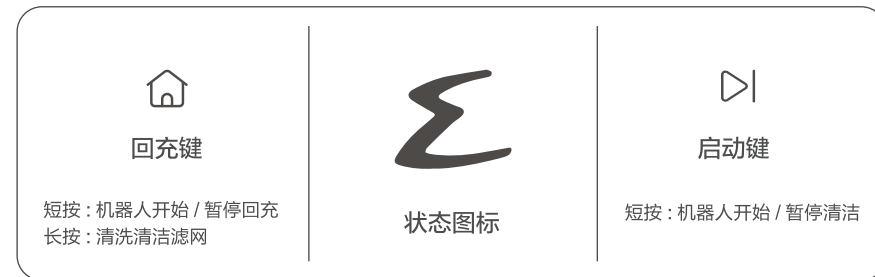 回充键
短按 : 机器人开始 / 暂停回充
长按 : 清洗清洁滤网
状态图标
启动键
短按 : 机器人开始 / 暂停清洁